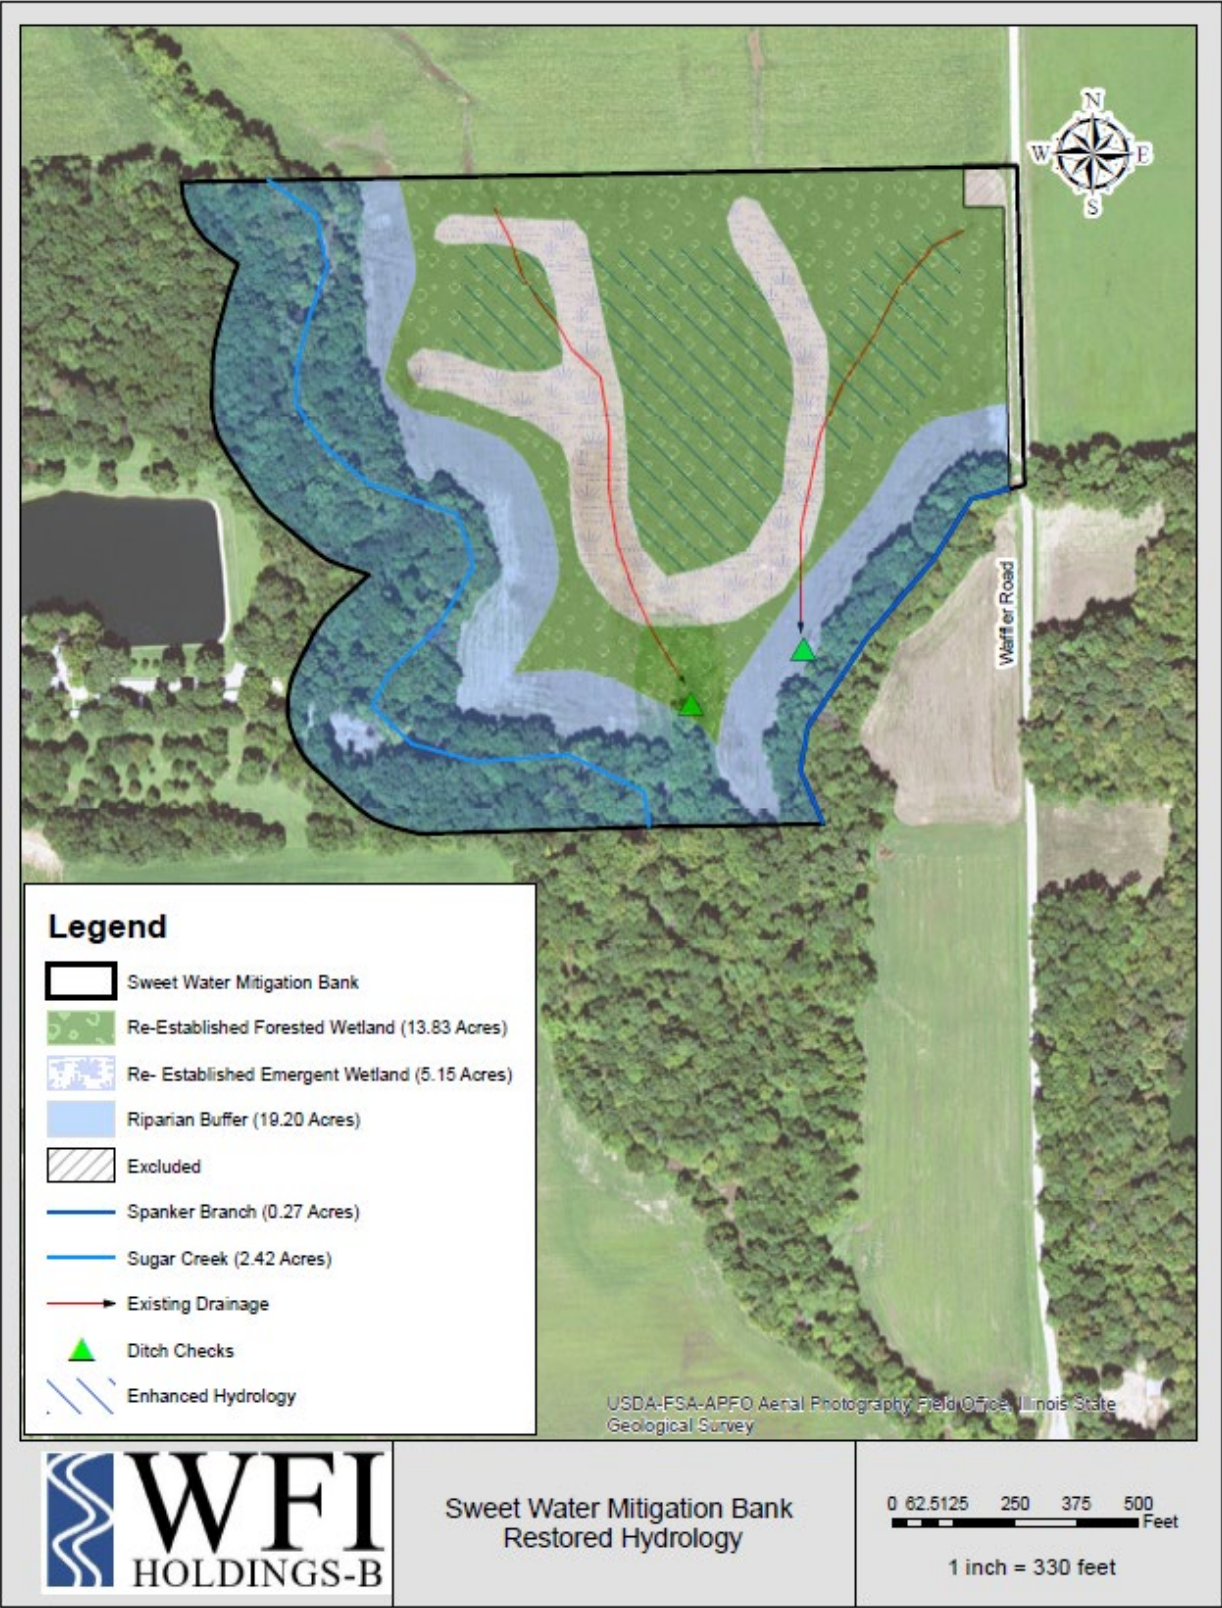 N
W E
S
Waffler Road
Legend
Sweet Water Mitigation Bank
Re-Established Forested Wetland (13.83 Acres)
Re- Established Emergent Wetland (5.15 Acres)
Riparian Buffer (19.20 Acres)
Excluded
Spanker Branch (0.27 Acres)
Sugar Creek (2.42 Acres)
Existing Drainage
Ditch Checks
Enhanced Hydrology
USDA-FSA-APFO Aerial Photography Field Office, Illinois State
Geological Survey
WFI
HOLDINGS-B
Sweet Water Mitigation Bank
Restored Hydrology
0 62.5125 250 375 500
Feet
1 inch = 330 feet